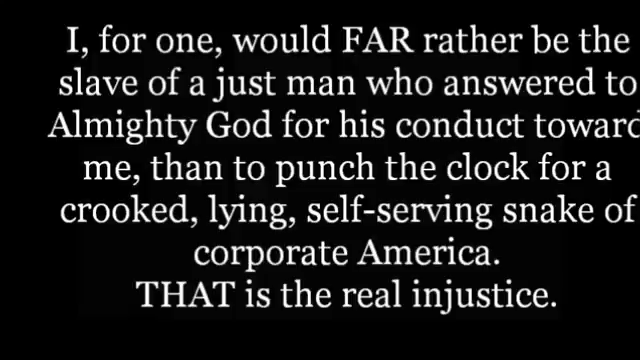 I, for one, would FAR rather be the
slave of a just man who answered to
Almighty God for his conduct toward
me, than to punch the clock for a
crooked, lying, self-serving snake of
corporate America.
THAT is the real injustice.